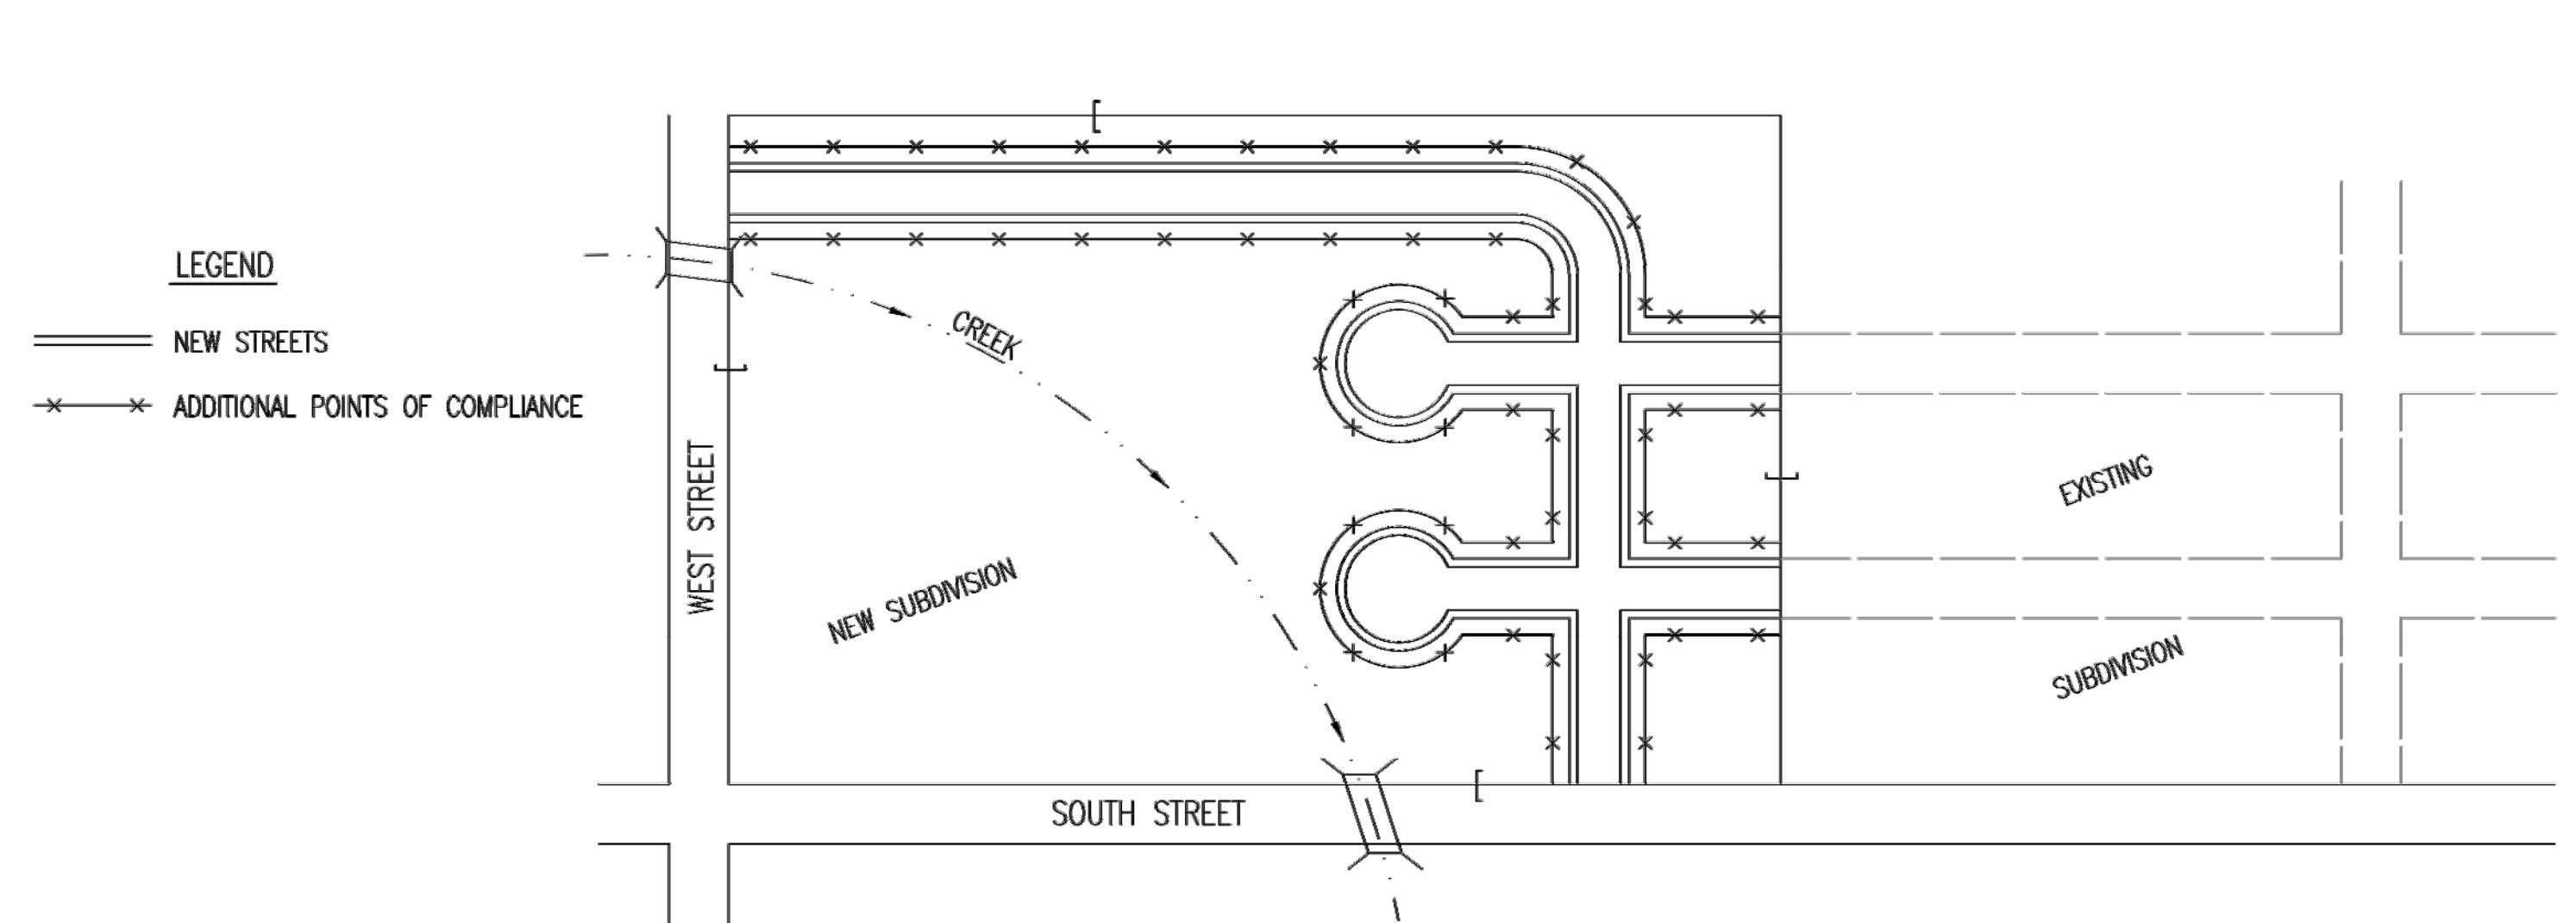 LEGEND
NEW STREETS
ADDITIONAL POINTS OF COMPLIANCE
CREEK
WEST STREET
NEW SUBDIVISION
SOUTH STREET
EXISTING
SUBDIVISION